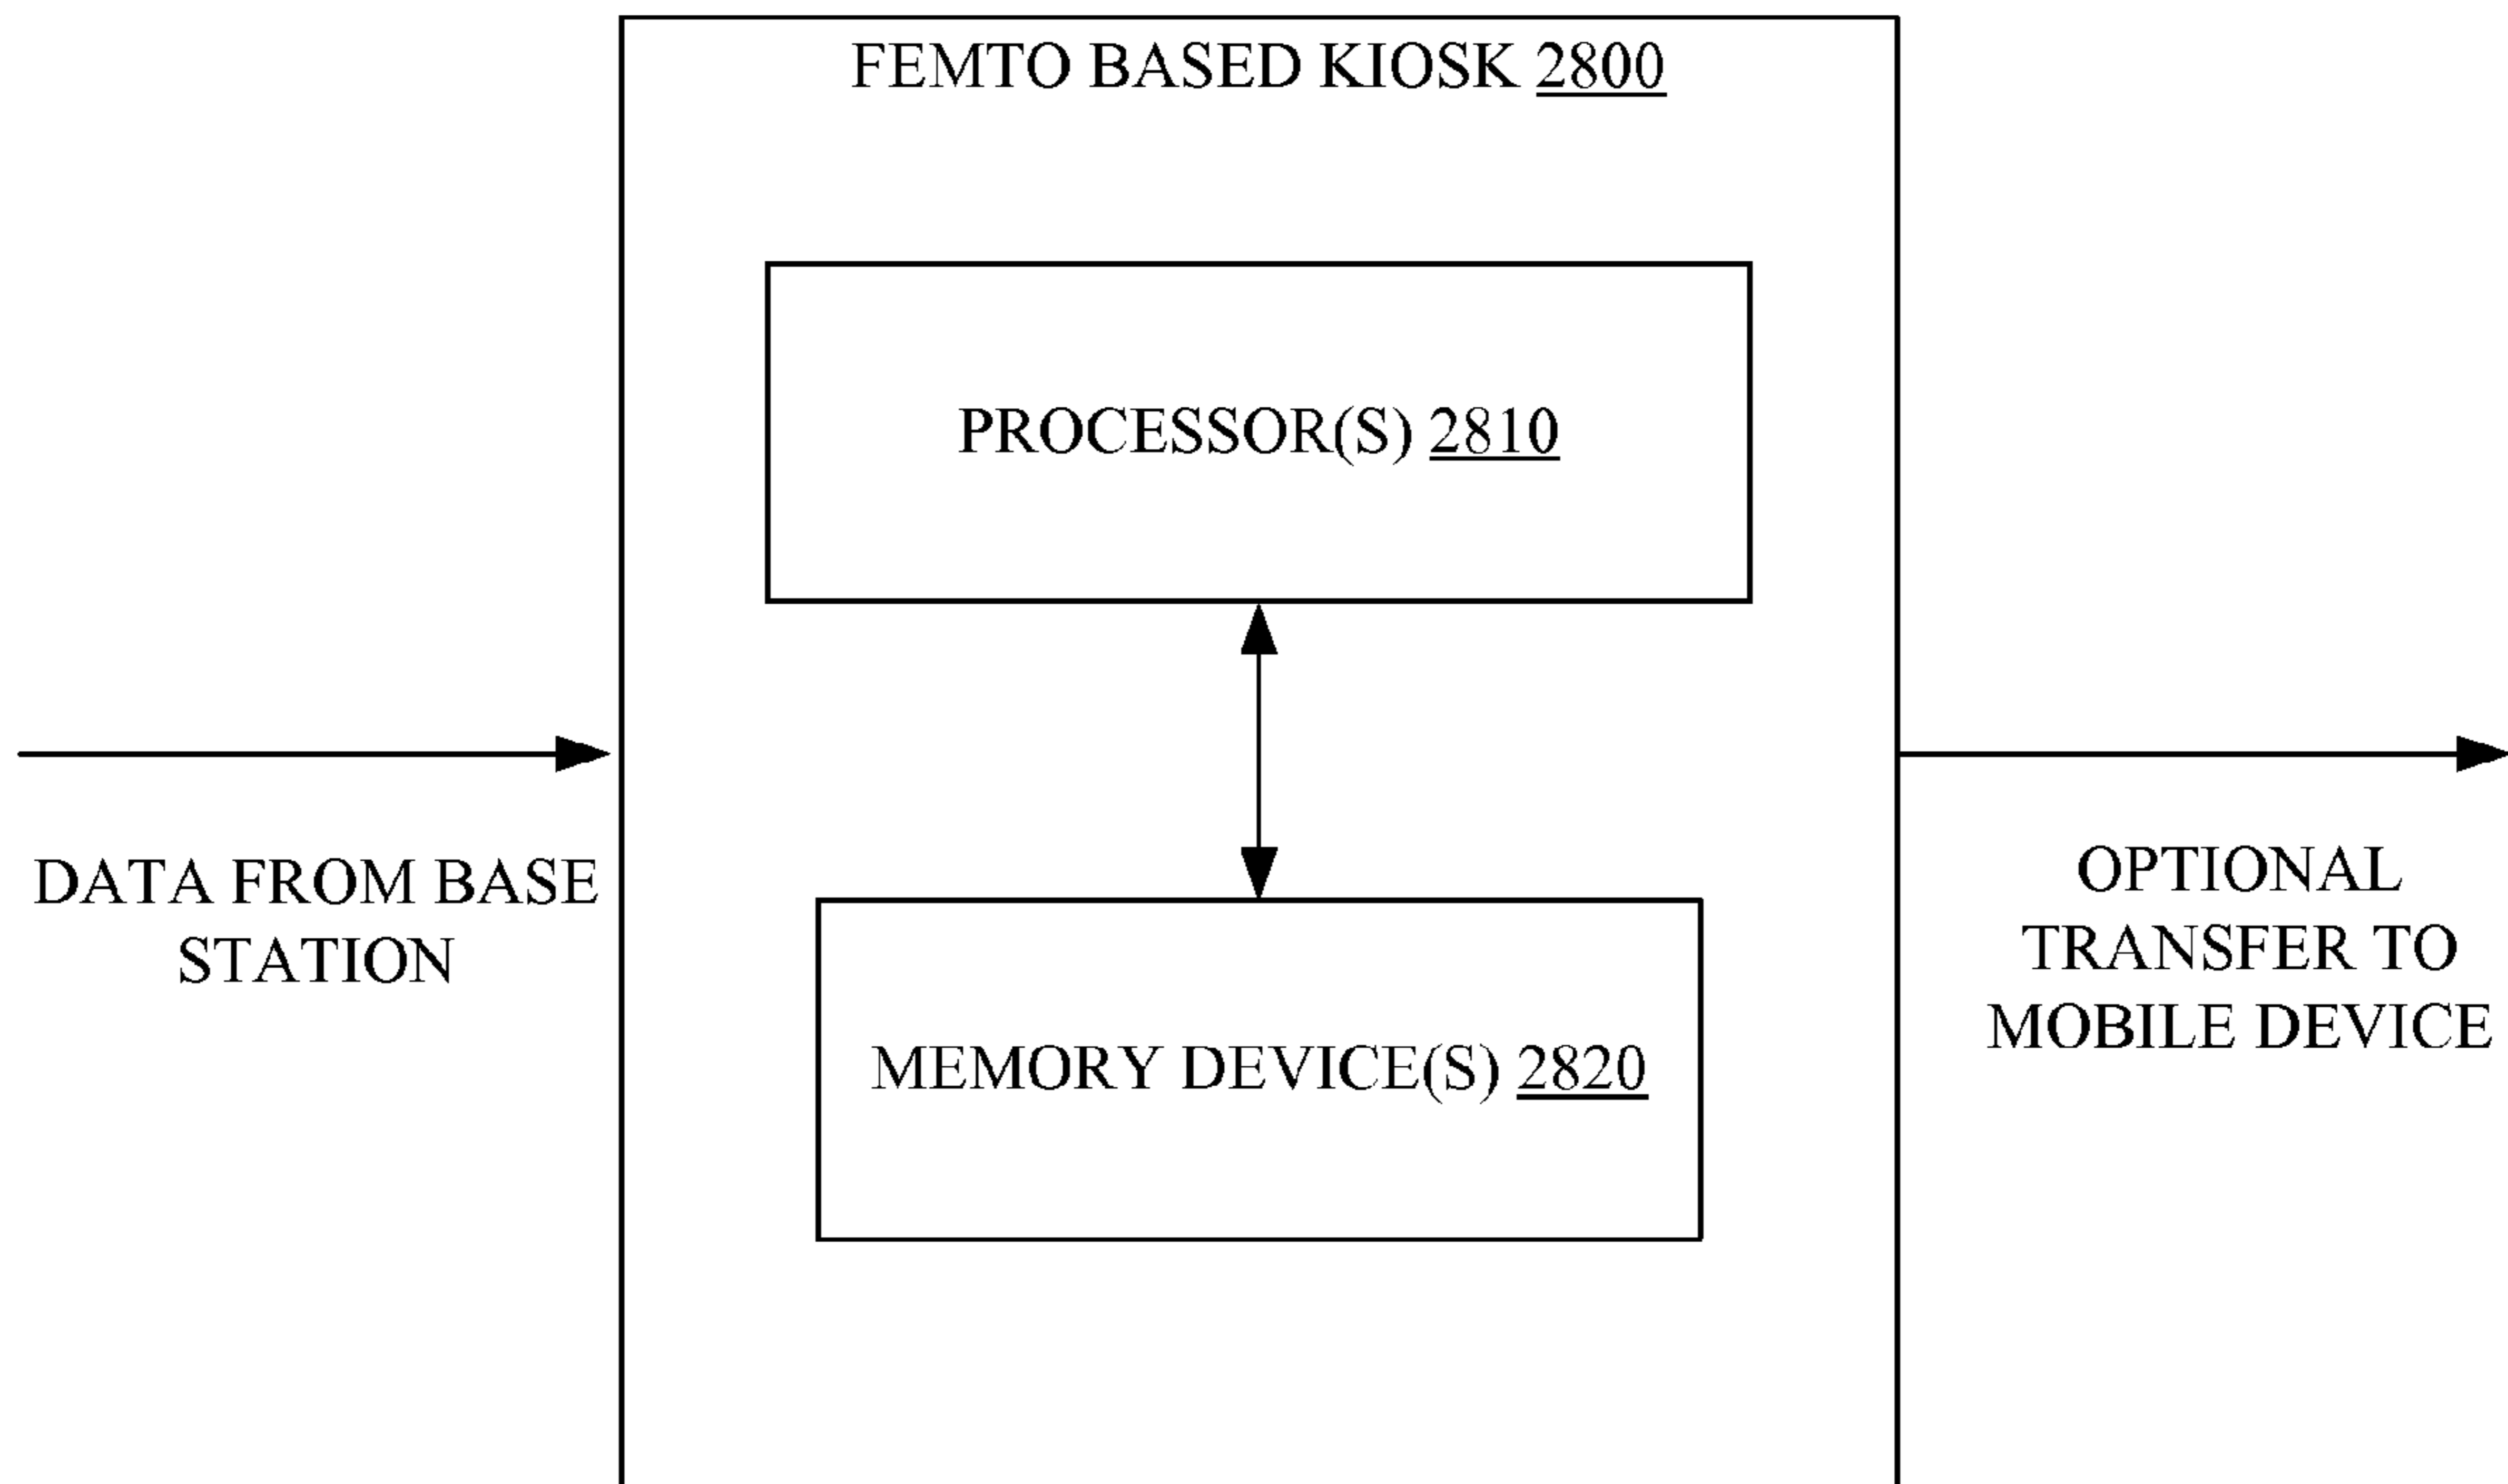 FEMTO BASED KIOSK 2800
PROCESSOR(S) 2810
DATA FROM BASE
STATION
OPTIONAL
TRANSFER TO
MOBILE DEVICE
MEMORY DEVICE(S) 2820